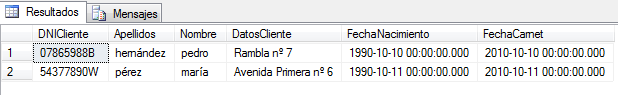 Resultados Mensajes
DNICliente Apellidos Nombre DatosCliente FechaNacimiento FechaCarnet
1 07865988B hernández pedro Rambla nº 7 1990-10-10 00:00:00.000 2010-10-10 00:00:00.000
2 54377890W pérez maría Avenida Primera nº 6 1990-10-11 00:00:00.000 2010-10-11 00:00:00.000